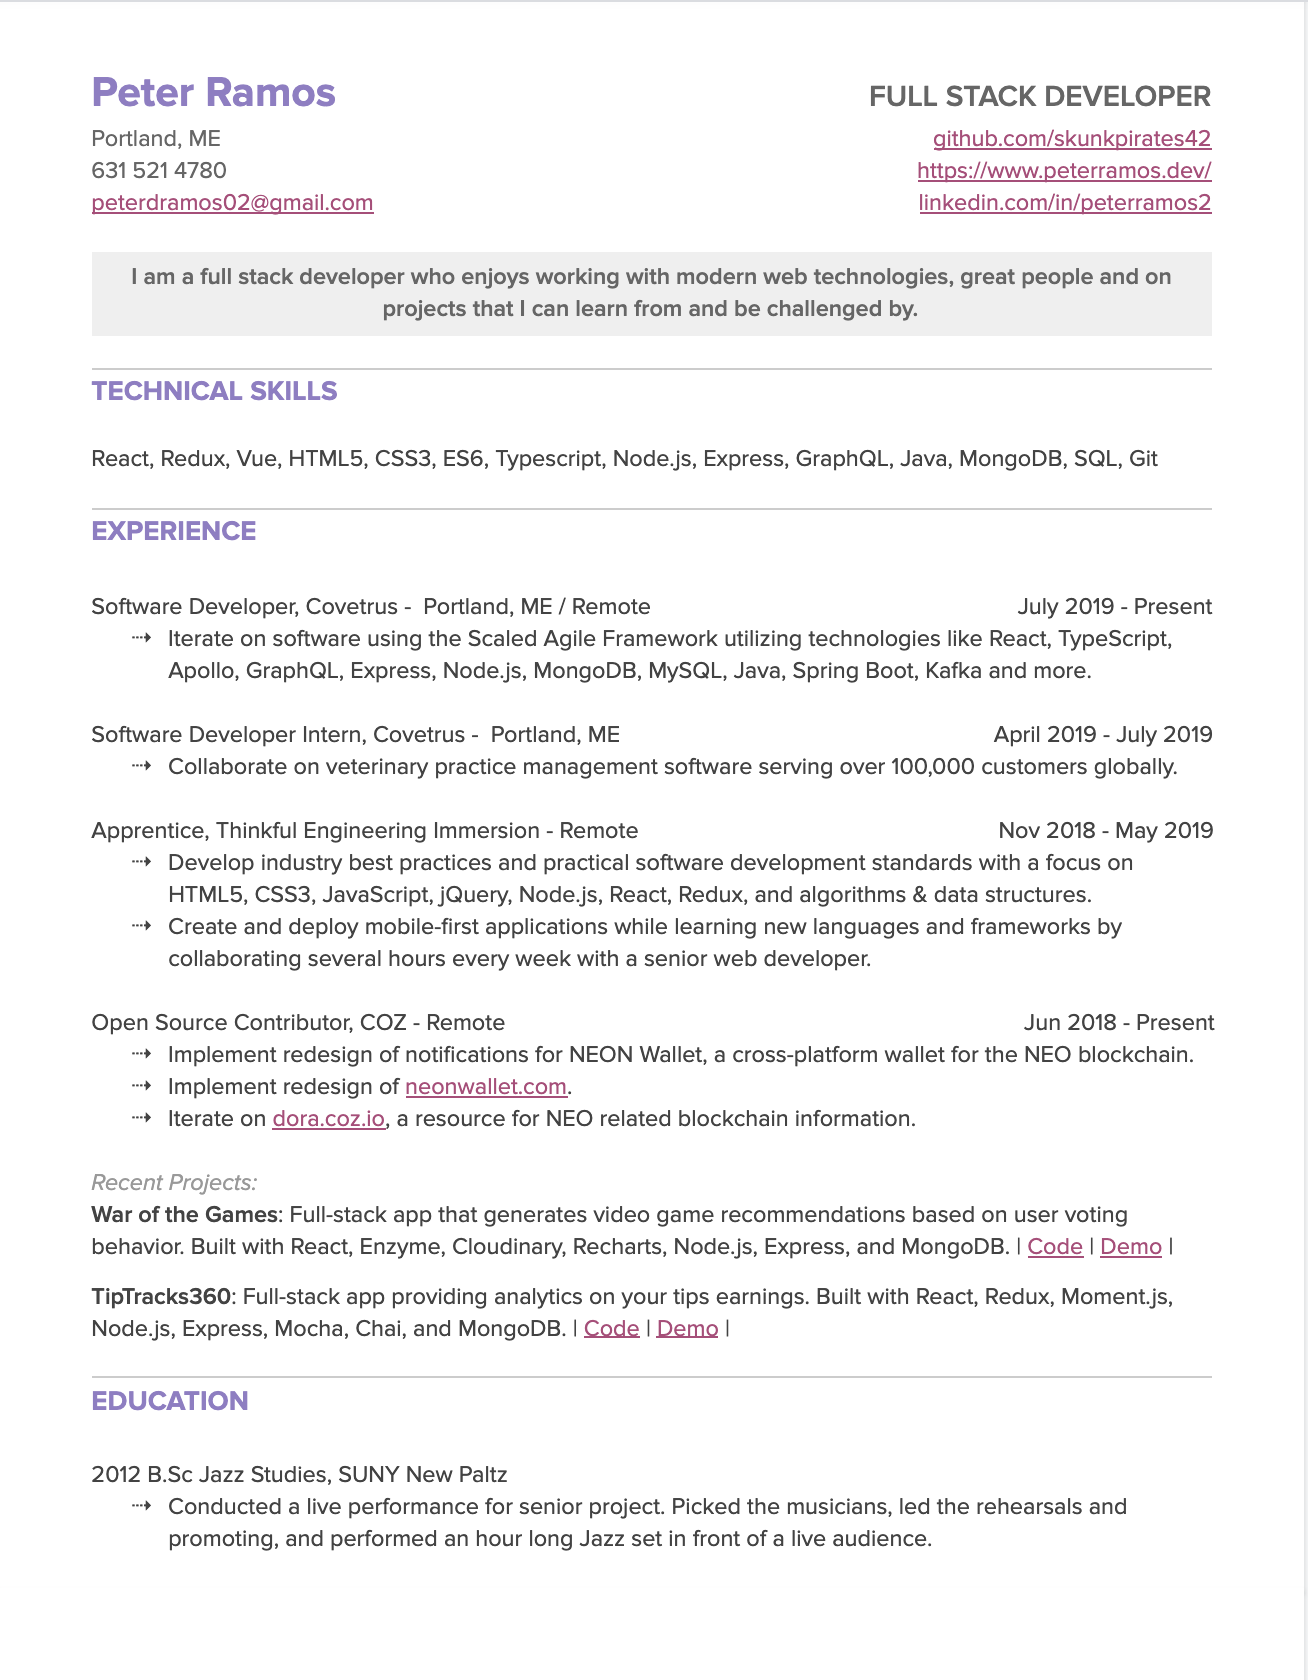 Peter Ramos FULL STACK DEVELOPER
Portland, ME github.com/skunkpirates42
631 521 4780 https://www.peterramos.dev/
peterdramos02@gmail.com linkedin.com/in/peterramos2
I am a full stack developer who enjoys working with modern web technologies, great people and on
projects that I can learn from and be challenged by.
TECHNICAL SKILLS
React, Redux, Vue, HTML5, CSS3, ES6, Typescript, Node.js, Express, GraphQL, Java, MongoDB, SQL, Git
EXPERIENCE
Software Developer, Covetrus - Portland, ME / Remote July 2019 - Present
⤑ Iterate on software using the Scaled Agile Framework utilizing technologies like React, TypeScript,
Apollo, GraphQL, Express, Node.js, MongoDB, MySQL, Java, Spring Boot, Kafka and more.
Software Developer Intern, Covetrus - Portland, ME April 2019 - July 2019
⤑ Collaborate on veterinary practice management software serving over 100,000 customers globally.
Apprentice, Thinkful Engineering Immersion - Remote Nov 2018 - May 2019
⤑ Develop industry best practices and practical software development standards with a focus on
HTML5, CSS3, JavaScript, jQuery, Node.js, React, Redux, and algorithms & data structures.
⤑ Create and deploy mobile-first applications while learning new languages and frameworks by
collaborating several hours every week with a senior web developer.
Open Source Contributor, COZ - Remote Jun 2018 - Present
⤑ Implement redesign of notifications for NEON Wallet, a cross-platform wallet for the NEO blockchain.
⤑ Implement redesign of neonwallet.com.
⤑ Iterate on dora.coz.io, a resource for NEO related blockchain information.
Recent Projects:
War of the Games: Full-stack app that generates video game recommendations based on user voting
behavior. Built with React, Enzyme, Cloudinary, Recharts, Node.js, Express, and MongoDB. | Code | Demo |
TipTracks360: Full-stack app providing analytics on your tips earnings. Built with React, Redux, Moment.js,
Node.js, Express, Mocha, Chai, and MongoDB. | Code | Demo |
EDUCATION
2012 B.Sc Jazz Studies, SUNY New Paltz
⤑ Conducted a live performance for senior project. Picked the musicians, led the rehearsals and
promoting, and performed an hour long Jazz set in front of a live audience.